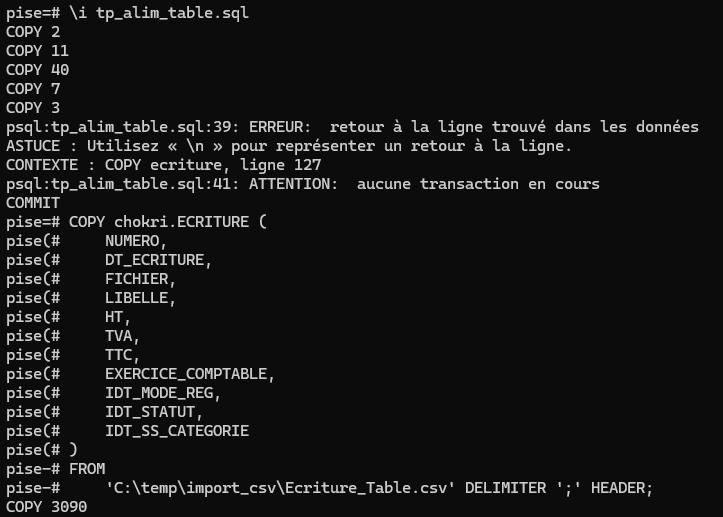 pise=# \i tp_alim_table.sql
COPY 2
COPY 11
COPY 40
COPY 7
COPY 3
psql:tp_alim_table.sql:39: ERREUR:  retour à la ligne trouvé dans les données
ASTUCE : Utilisez « \n » pour représenter un retour à la ligne.
CONTEXTE : COPY ecriture, ligne 127
psql:tp_alim_table.sql:41: ATTENTION:  aucune transaction en cours
COMMIT
pise=# COPY chokri.ECRITURE (
pise(#     NUMERO,
pise(#     DT_ECRITURE,
pise(#     FICHIER,
pise(#     LIBELLE,
pise(#     HT,
pise(#     TVA,
pise(#     TTC,
pise(#     EXERCICE_COMPTABLE,
pise(#     IDT_MODE_REG,
pise(#     IDT_STATUT,
pise(#     IDT_SS_CATEGORIE
pise(# )
pise-# FROM
pise-#     'C:\temp\import_csv\Ecriture_Table.csv' DELIMITER ';' HEADER;
COPY 3090